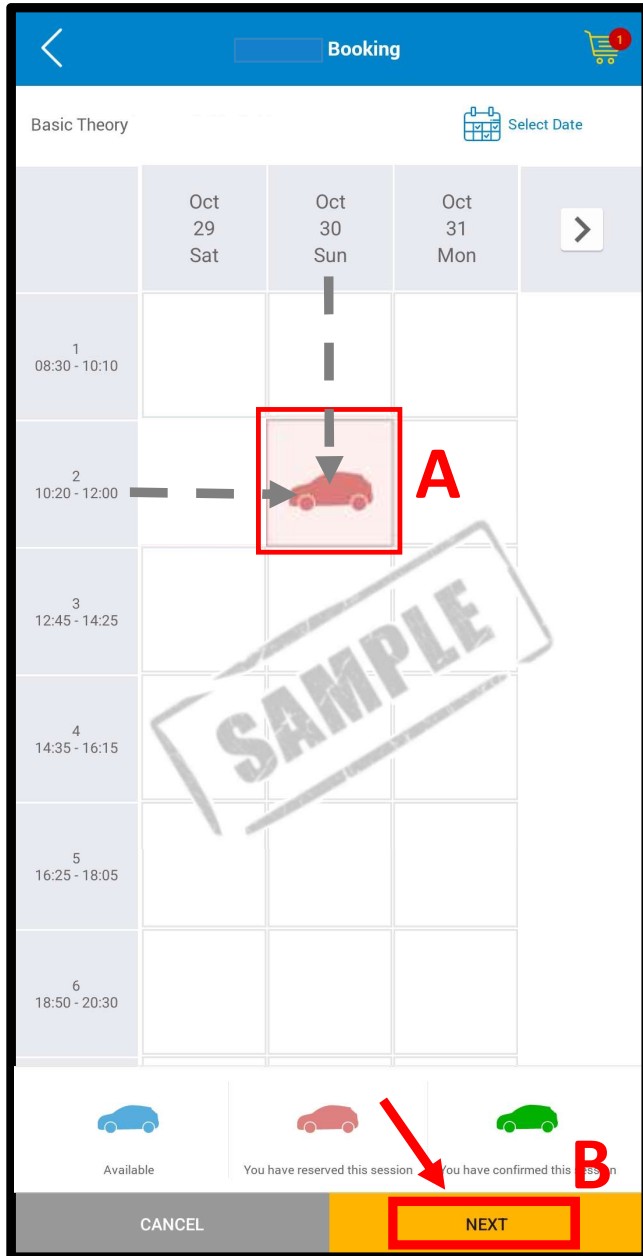 Booking
1
Basic Theory
Select Date
Oct
29
Sat
Oct
30
Sun
Oct
31
Mon
1
08:30 - 10:10
2
10:20 - 12:00
A
3
12:45 - 14:25
SAMPLE
4
14:35 - 16:15
5
16:25 - 18:05
6
18:50 - 20:30
Available
You have reserved this session
You have confirmed this session
B
CANCEL
NEXT